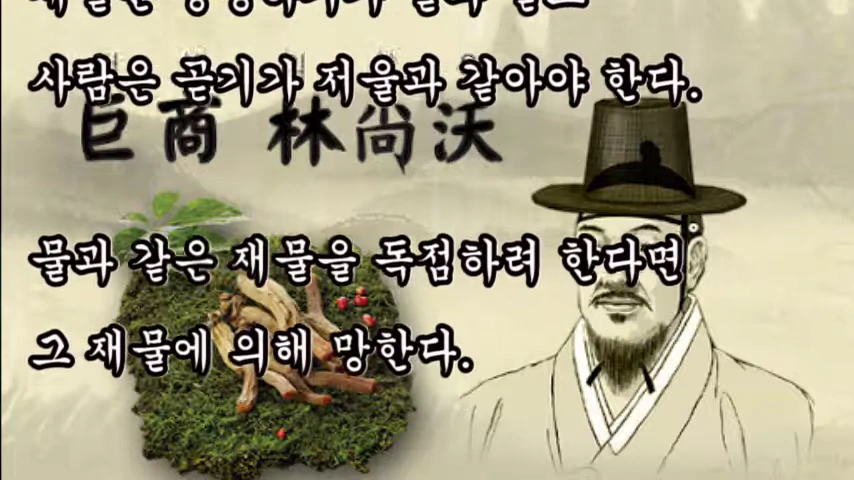 사람은 곧기가 저울과 같아야 한다.
巨商 林尚沃
물과 같은 재물을 독점하려 한다면
그 재물에 의해 망한다.